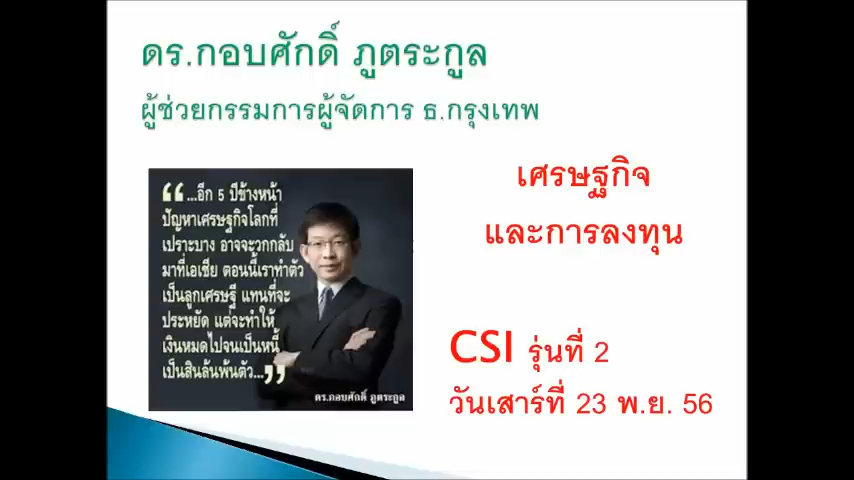 ดร.กอบศักดิ์ ภูตระกูล
ผู้ช่วยกรรมการผู้จัดการ ธ.กรุงเทพ
“...อีก 5 ปีข้างหน้า
ปัญหาเศรษฐกิจโลกที่
เปราะบาง อาจจะวกกลับ
มาที่เอเชีย ตอนนี้เราทำตัว
เป็นลูกเศรษฐี แทนที่จะ
ประหยัด แต่จะทำให้
เงินหมดไปจนเป็นหนี้
เป็นสินล้นพ้นตัว...”
ดร.กอบศักดิ์ ภูตระกูล
เศรษฐกิจ
และการลงทุน
CSI รุ่นที่ 2
วันเสาร์ที่ 23 พ.ย. 56